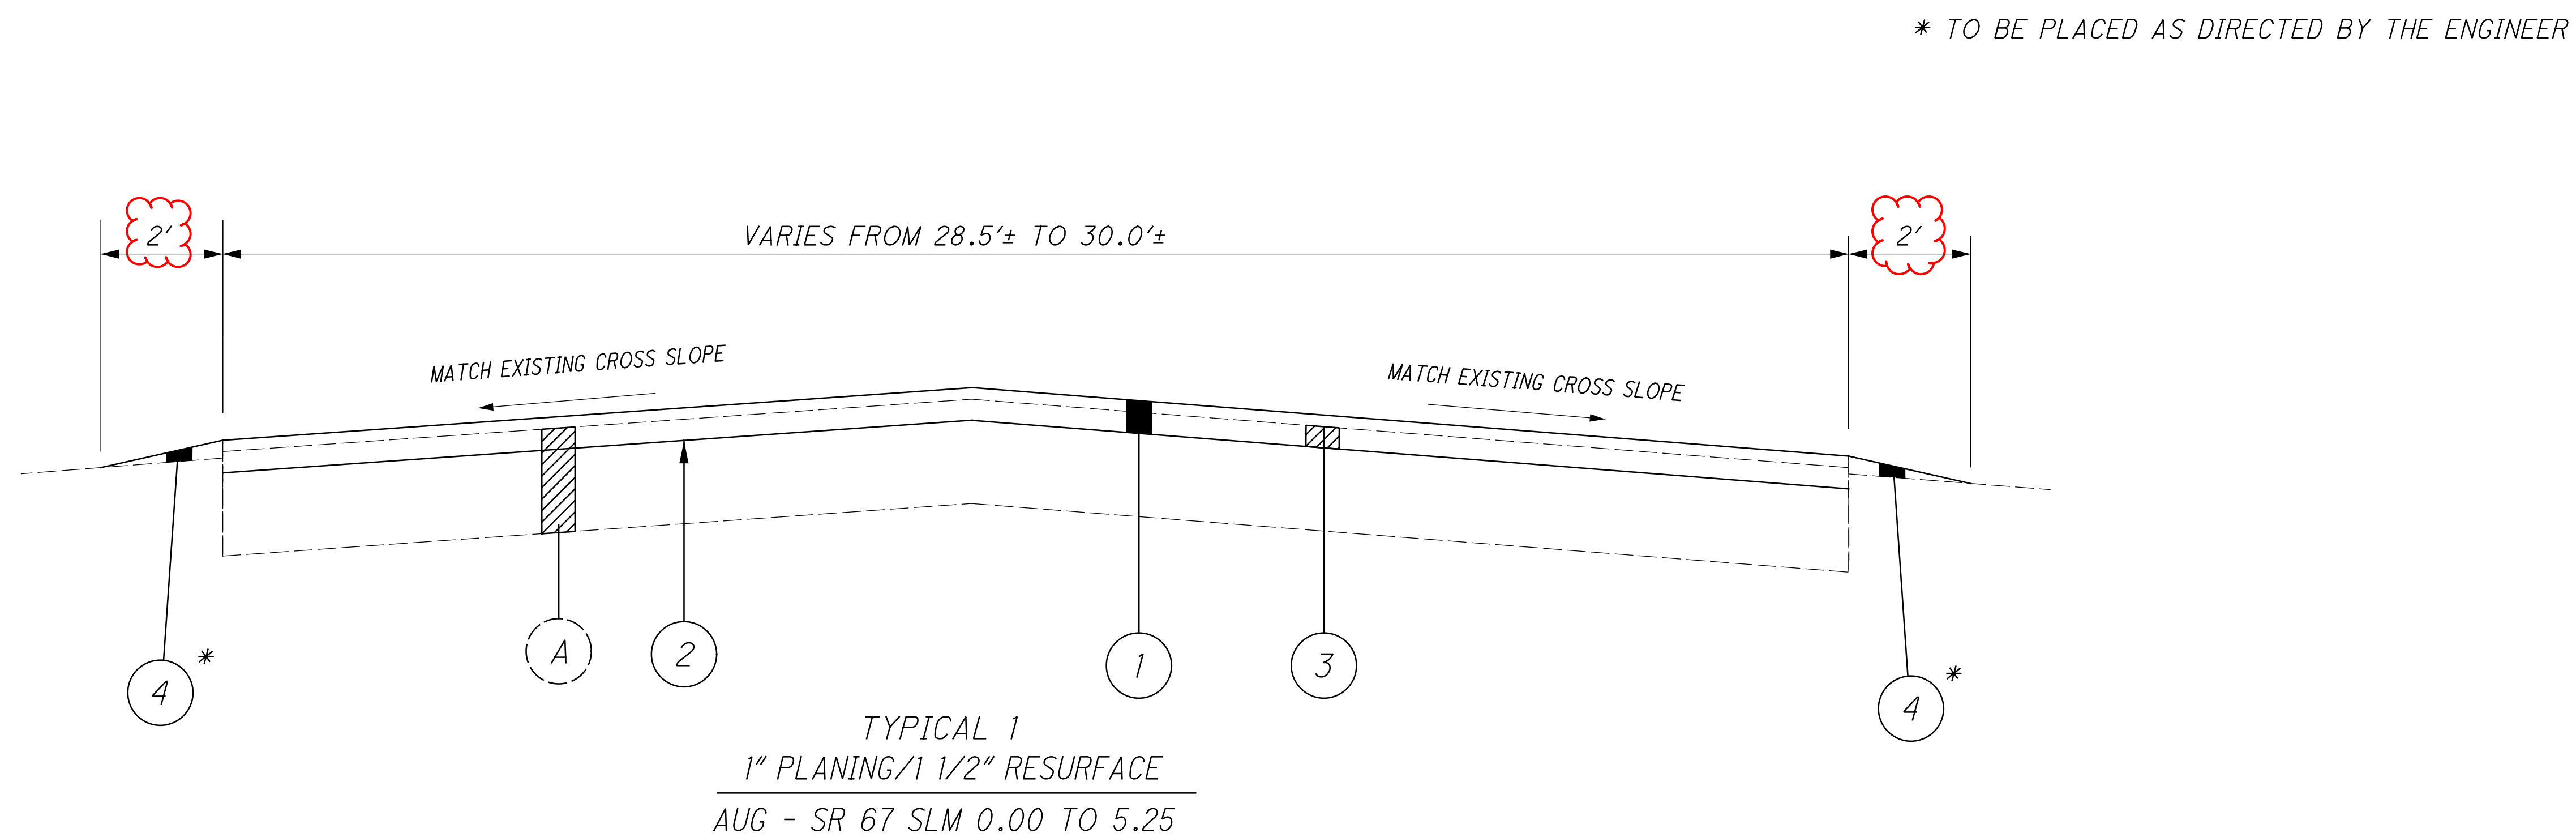 * TO BE PLACED AS DIRECTED BY THE ENGINEER
2'
VARIES FROM 28.5'± TO 30.0'±
2'
MATCH EXISTING CROSS SLOPE
MATCH EXISTING CROSS SLOPE
4 *
A
2
1
3
4 *
TYPICAL 1
1" PLANING/1 1/2" RESURFACE
AUG - SR 67 SLM 0.00 TO 5.25